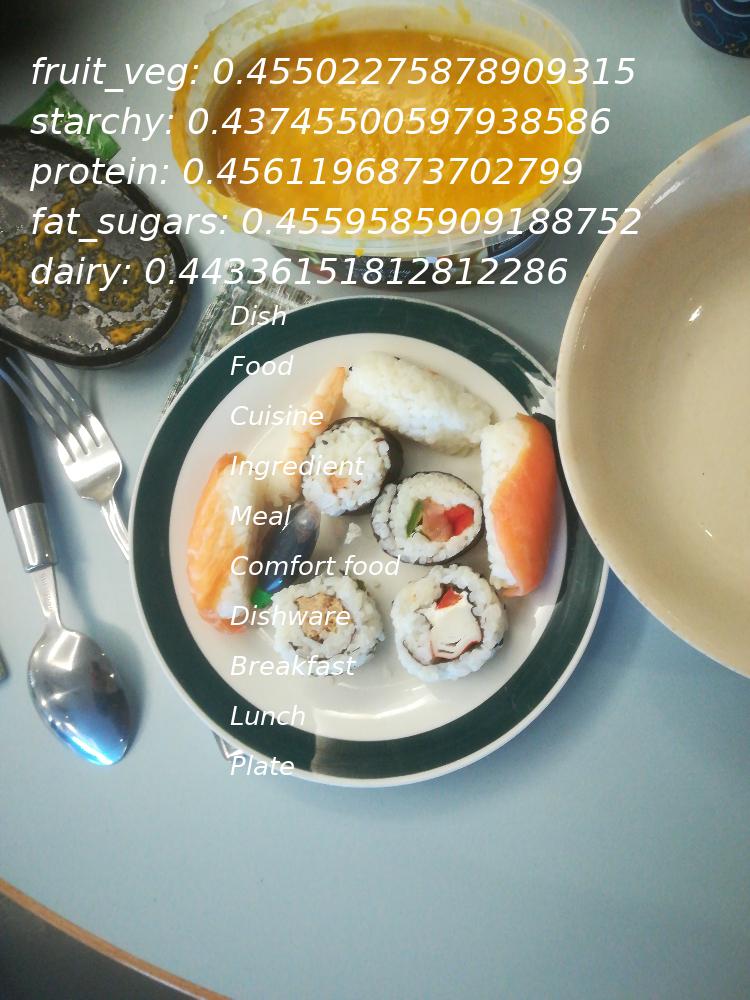 fruit_veg: 0.45502275878909315
starchy: 0.43745500597938586
protein: 0.4561196873702799
fat_sugars: 0.4559585909188752
dairy: 0.44336151812812286
Dish
Food
Cuisine
Ingredient
Meal
Comfort food
Dishware
Breakfast
Lunch
Plate